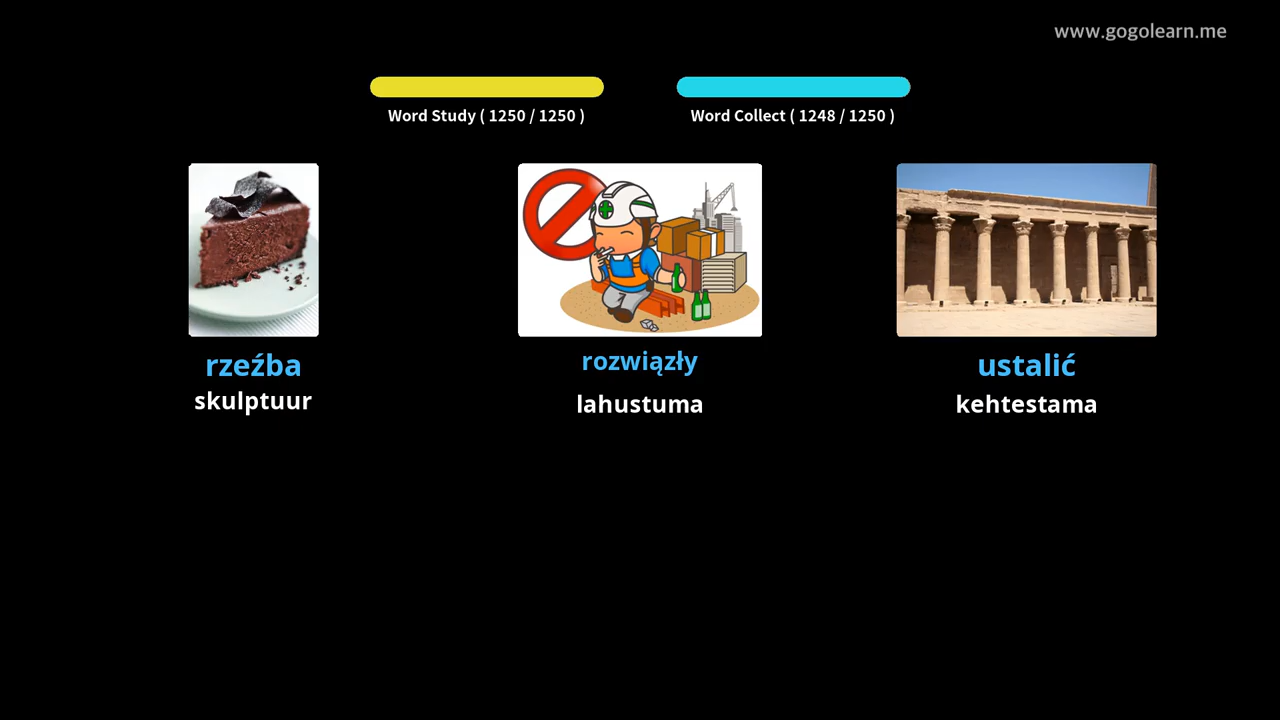 www.gogolearn.me
Word Study ( 1250 / 1250 )
Word Collect ( 1248 / 1250 )
rzeźba
rozwiązły
ustalić
skulptuur
lahustuma
kehtestama